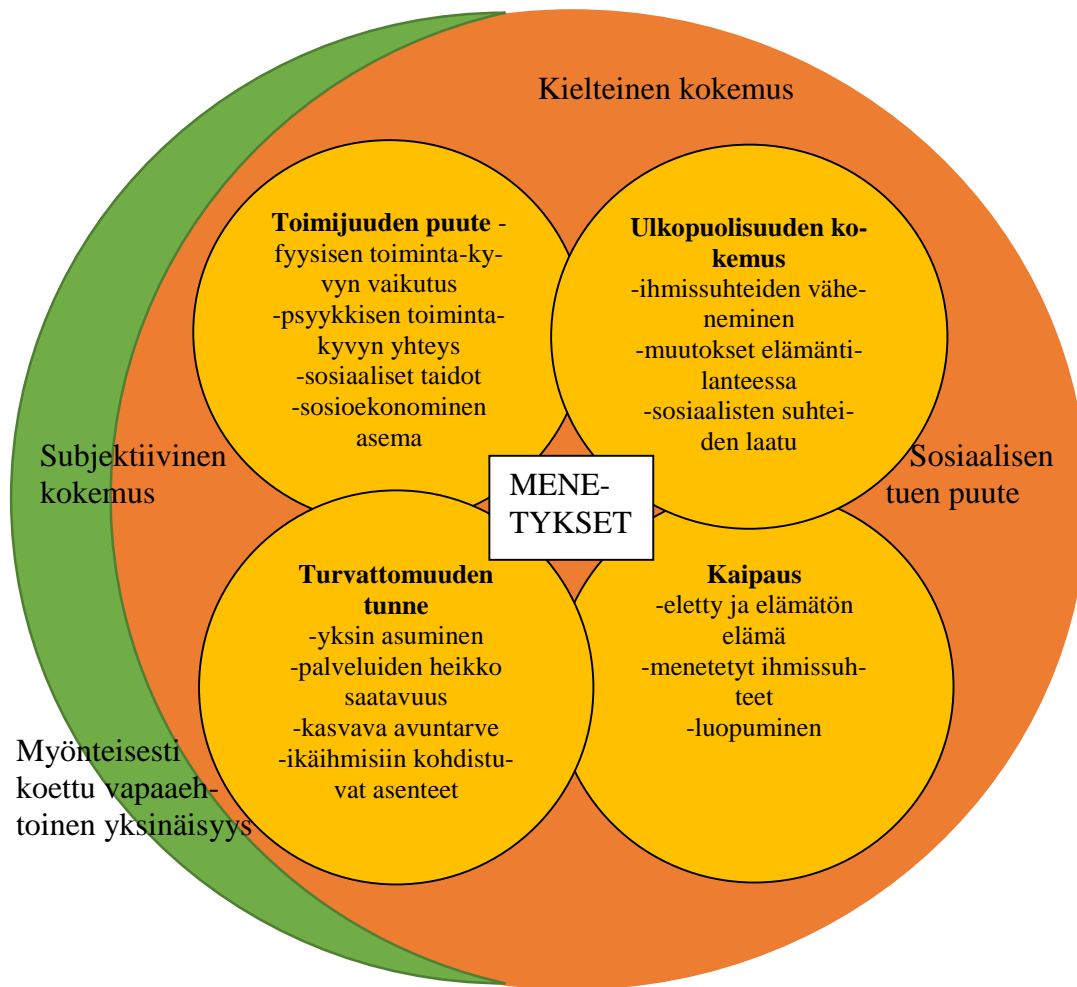 Kielteinen kokemus
Toimijuuden puute -
fyysisen toiminta-ky-
vyn vaikutus
-psyykkisen toiminta-
kyvyn yhteys
-sosiaaliset taidot
-sosioekonominen
asema
Ulkopuolisuuden ko-
kemus
-ihmissuhteiden vähe-
neminen
-muutokset elämänti-
lanteessa
-sosiaalisten suhtei-
den laatu
Subjektiivinen
kokemus
MENE-
TYKSET
Sosiaalisen
tuen puute
Turvattomuuden
tunne
-yksin asuminen
-palveluiden heikko
saatavuus
-kasvava avuntarve
-ikäihmisiin kohdistu-
vat asenteet
Kaipaus
-eletty ja elämätön
elämä
-menetetyt ihmissuh-
teet
-luopuminen
Myönteisesti
koettu vapaaeh-
toinen yksinäisyys